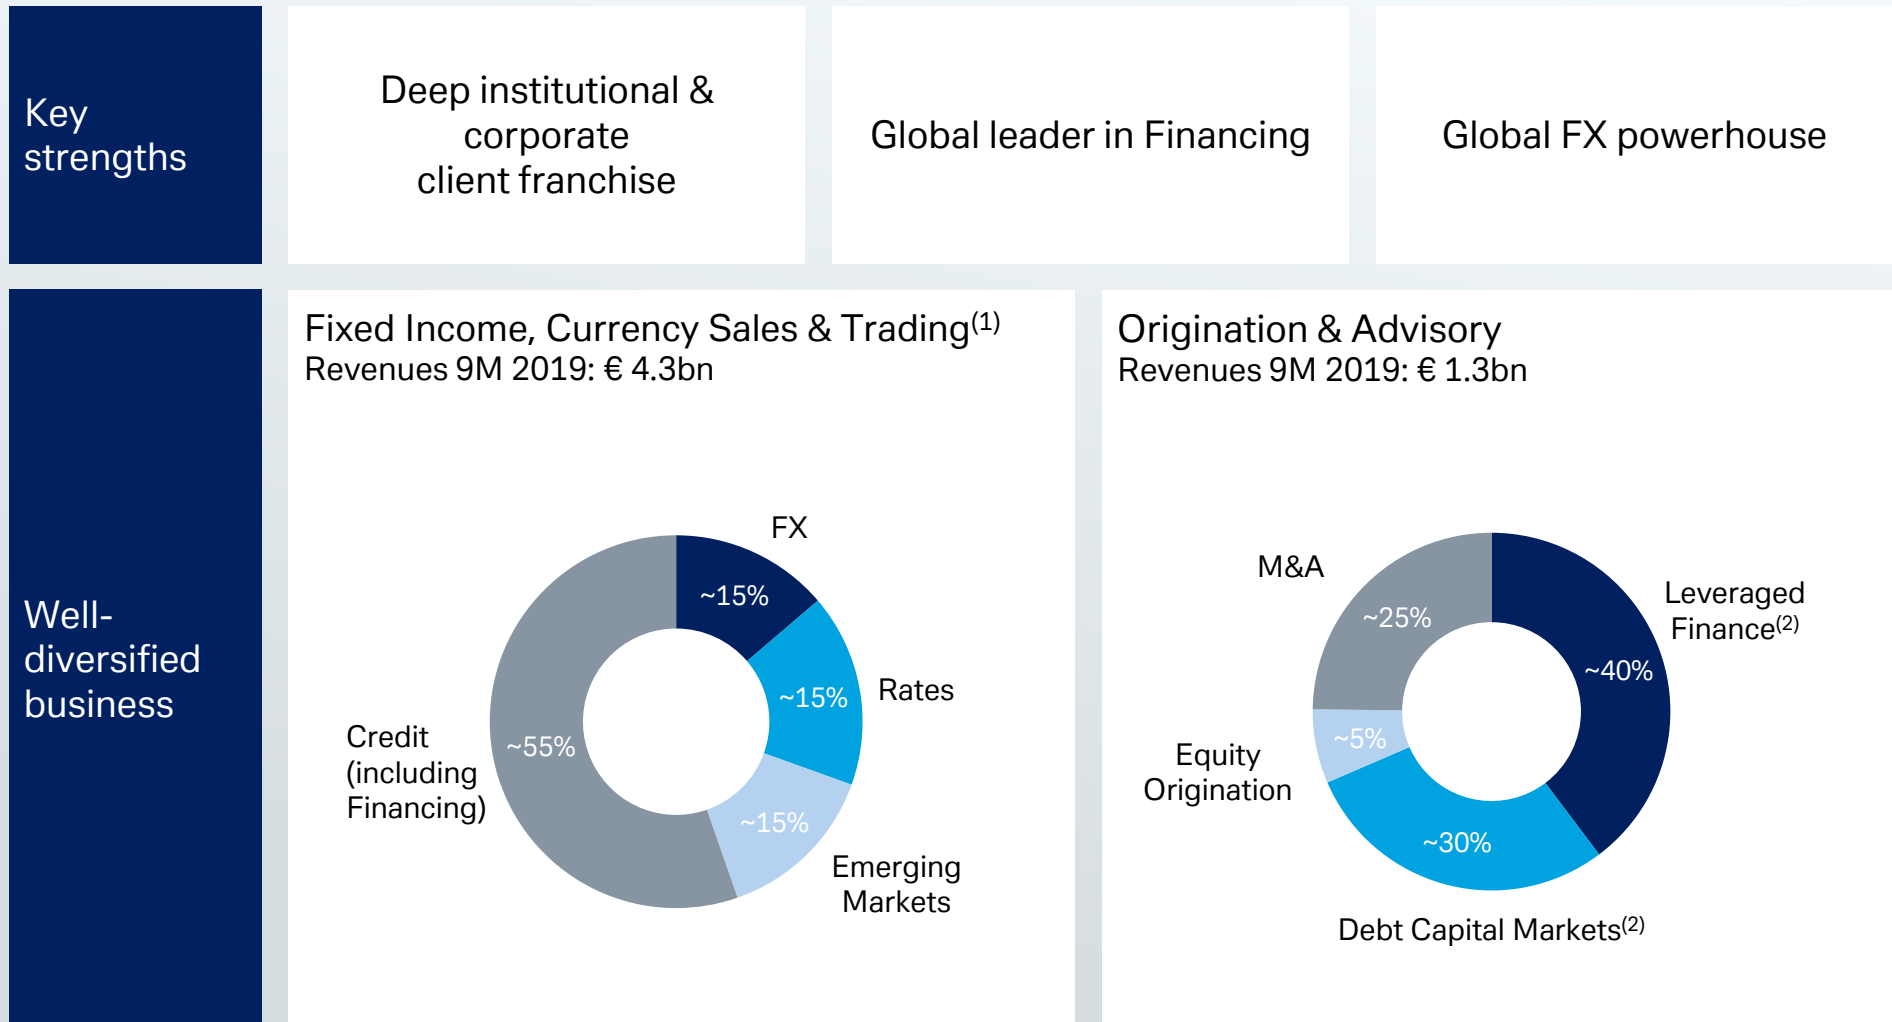 Key
strengths
Deep institutional &
corporate
client franchise
Global leader in Financing
Global FX powerhouse
Well-
diversified
business
Fixed Income, Currency Sales & Trading(1)
Revenues 9M 2019: € 4.3bn
FX
~15%
Rates
~15%
Emerging
Markets
~15%
Credit
(including
Financing)
~55%
Origination & Advisory
Revenues 9M 2019: € 1.3bn
M&A
~25%
Leveraged
Finance(2)
~40%
Equity
Origination
~5%
~30%
Debt Capital Markets(2)